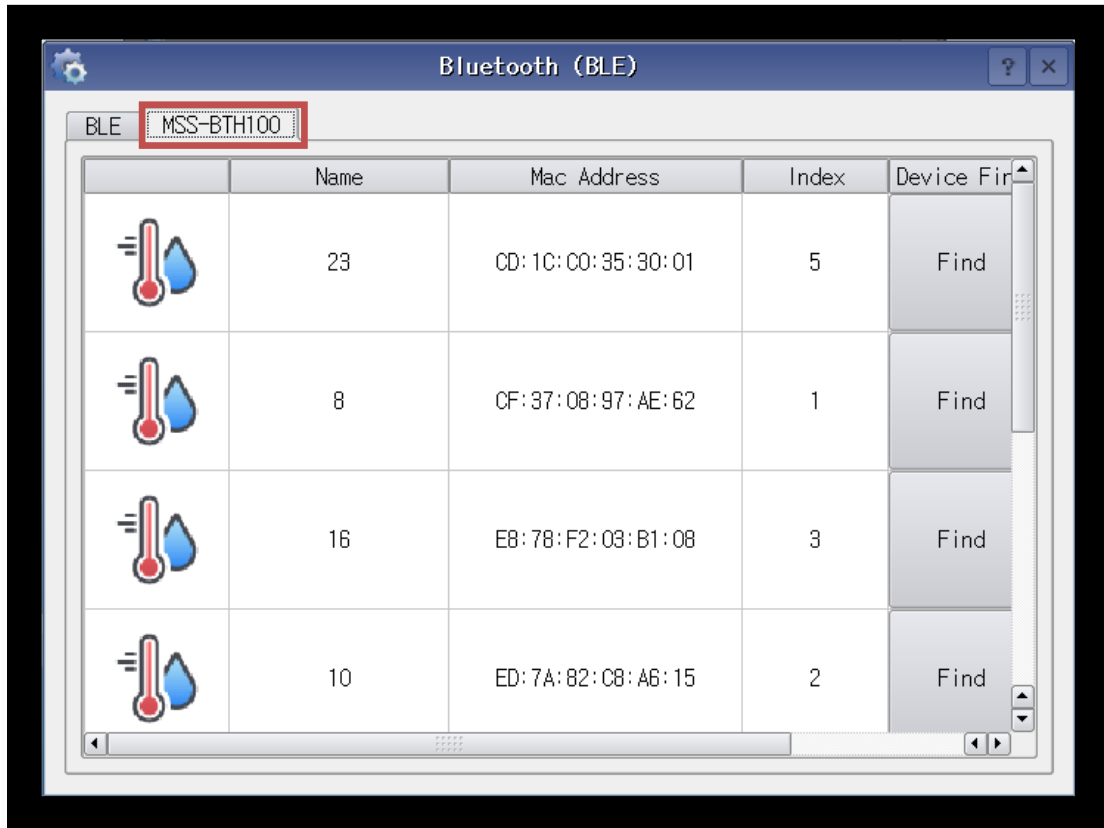 Bluetooth (BLE)
? ×
BLE MSS-BTH100
Name Mac Address Index Device Fin
23 CD:1C:C0:35:30:01 5 Find
8 CF:37:08:97:AE:62 1 Find
16 E8:78:F2:03:B1:08 3 Find
10 ED:7A:82:C8:A6:15 2 Find